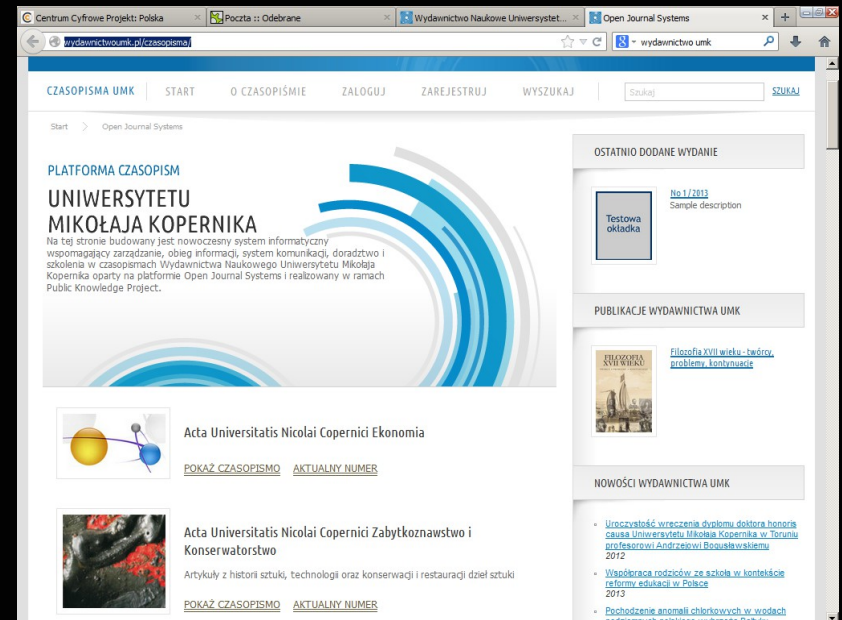 Centrum Cyfrowe Projekt: Polska
Poczta :: Odebrane
Wydawnictwo Naukowe Uniwersystet...
Open Journal Systems
wydawnictwoumk.pl/czasopisma/
wydawnictwo umk
CZASOPISMA UMK
START
O CZASOPIŚMIE
ZALOGUJ
ZAREJESTRUJ
WYSZUKAJ
Szukaj
SZUKAJ
Start
Open Journal Systems
PLATFORMA CZASOPISM
UNIWERSYTETU
MIKOŁAJA KOPERNIKA
Na tej stronie budowany jest nowoczesny system informatyczny
wspomagający zarządzanie, obieg informacji, system komunikacji, doradztwo i
szkolenia w czasopismach Wydawnictwa Naukowego Uniwersytetu Mikołaja
Kopernika oparty na platformie Open Journal Systems i realizowany w ramach
Public Knowledge Project.
Acta Universitatis Nicolai Copernici Ekonomia
POKAŻ CZASOPISMO
AKTUALNY NUMER
Acta Universitatis Nicolai Copernici Zabytkoznawstwo i
Konserwatorstwo
Artykuły z historii sztuki, technologii oraz konserwacji i restauracji dzieł sztuki
POKAŻ CZASOPISMO
AKTUALNY NUMER
OSTATNIO DODANE WYDANIE
Testowa
okładka
No 1 / 2013
Sample description
PUBLIKACJE WYDAWNICTWA UMK
FILOZOFIA
XVII WIEKU
Filozofia XVII wieku - twórcy,
problemy, kontynuacje
NOWOŚCI WYDAWNICTWA UMK
Uroczystość wręczenia dyplomu doktora honoris
causa Uniwersytetu Mikołaja Kopernika w Toruniu
profesorowi Andrzejowi Bogusławskiemu
2012
Współpraca rodziców ze szkołą w kontekście
reformy edukacji w Polsce
2013
Pochodzenie anomalii chlorkowych w wodach